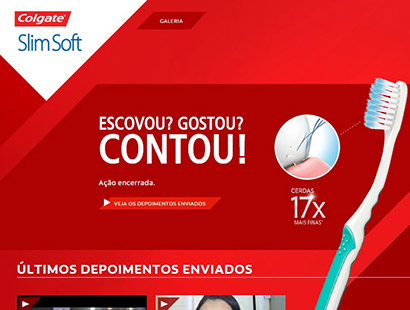 Colgate
Slim Soft
GALERIA
ESCOVOU? GOSTOU?
CONTOU!
Ação encerrada.
VEJA OS DEPOIMENTOS ENVIADOS
CERDAS
17x
MAIS FINAS*
ÚLTIMOS DEPOIMENTOS ENVIADOS